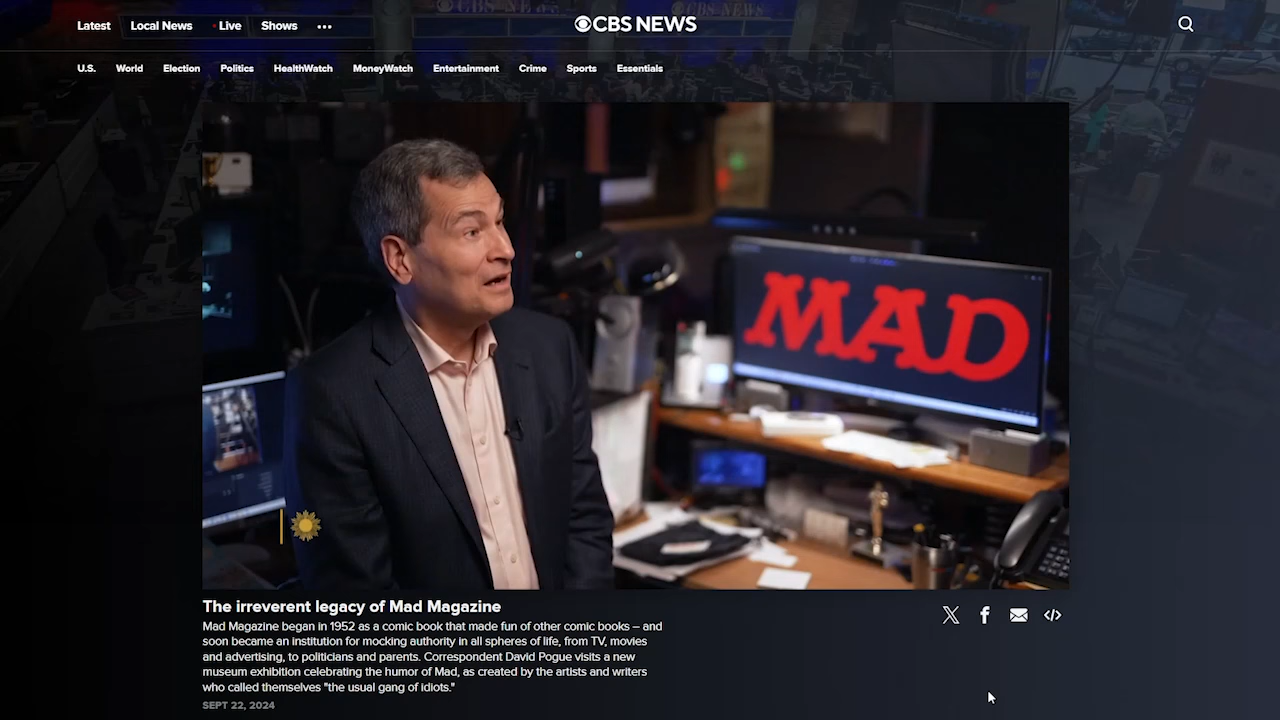 Latest Local News Live Shows ••• CBS NEWS
U.S. World Election Politics HealthWatch MoneyWatch Entertainment Crime Sports Essentials
MAD
The irreverent legacy of Mad Magazine
Mad Magazine began in 1952 as a comic book that made fun of other comic books – and
soon became an institution for mocking authority in all spheres of life, from TV, movies
and advertising, to politicians and parents. Correspondent David Pogue visits a new
museum exhibition celebrating the humor of Mad, as created by the artists and writers
who called themselves "the usual gang of idiots."
SEPT 22, 2024